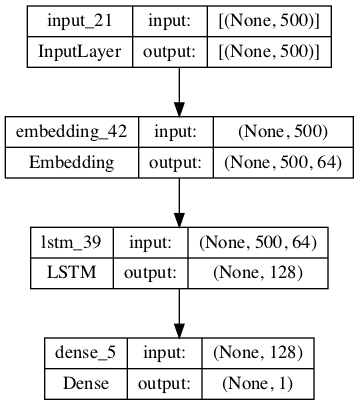 input_21 input: [(None, 500)]
InputLayer output: [(None, 500)]
embedding_42 input: (None, 500)
Embedding output: (None, 500, 64)
lstm_39 input: (None, 500, 64)
LSTM output: (None, 128)
dense_5 input: (None, 128)
Dense output: (None, 1)